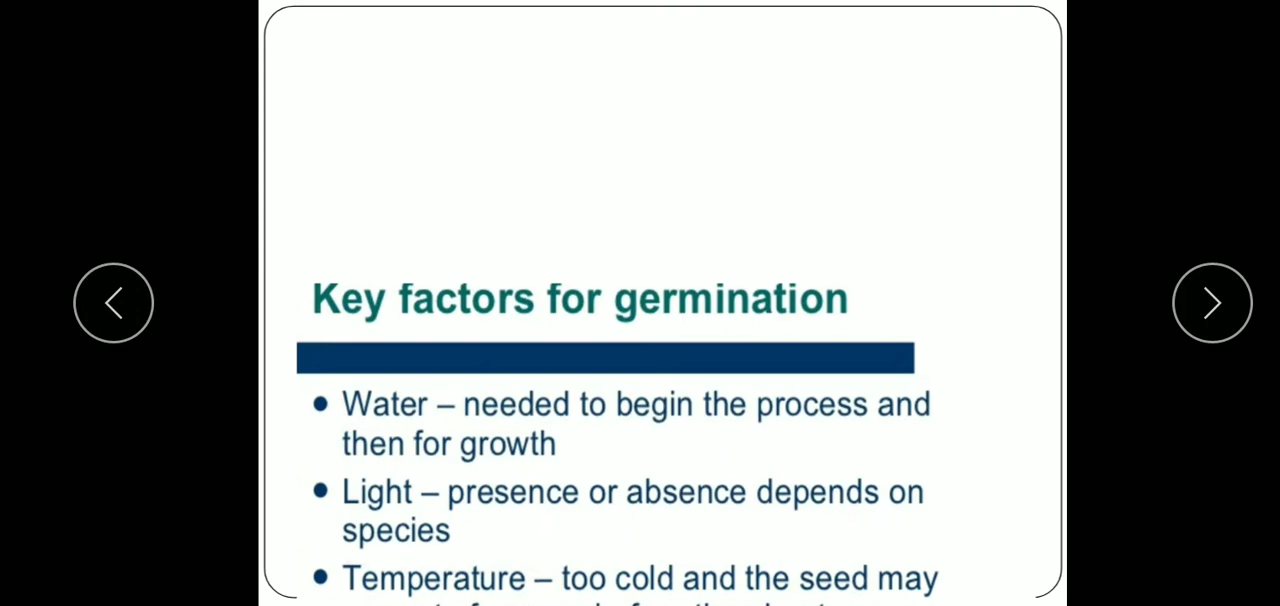 Key factors for germination
● Water – needed to begin the process and
then for growth
● Light – presence or absence depends on
species
● Temperature – too cold and the seed may